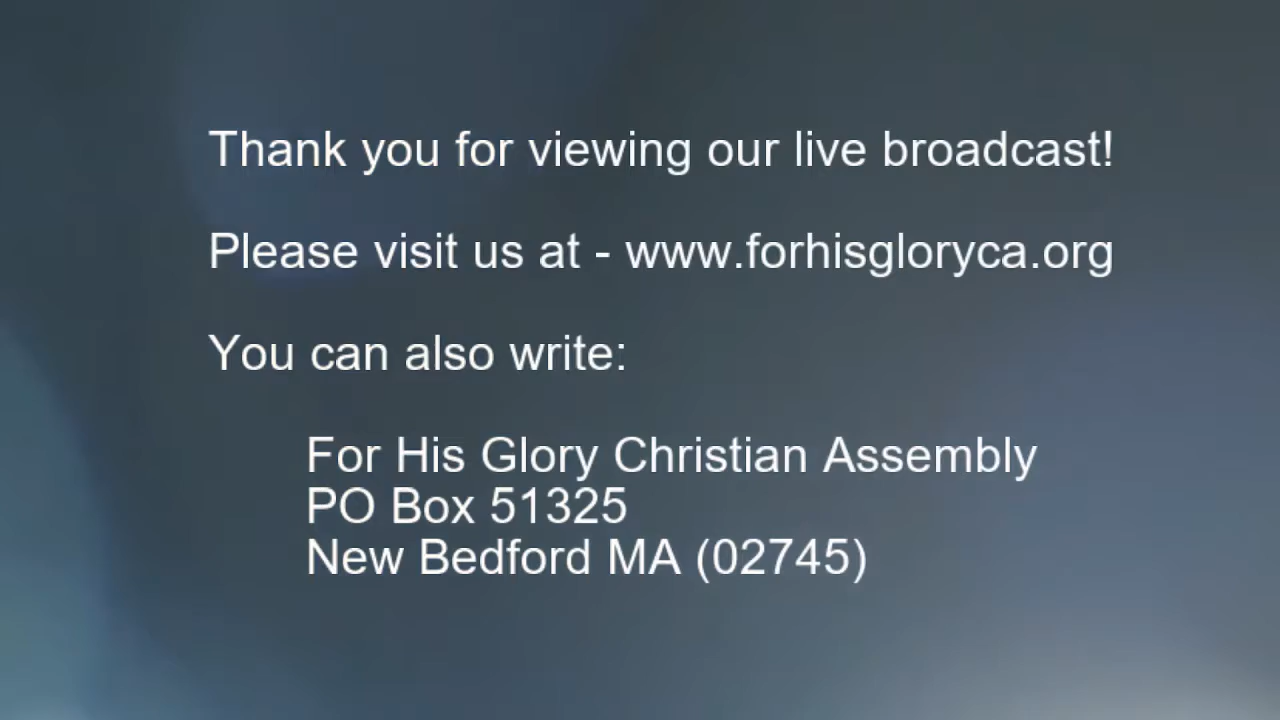 Thank you for viewing our live broadcast!
Please visit us at - www.forhisgloryca.org
You can also write:
For His Glory Christian Assembly
PO Box 51325
New Bedford MA (02745)